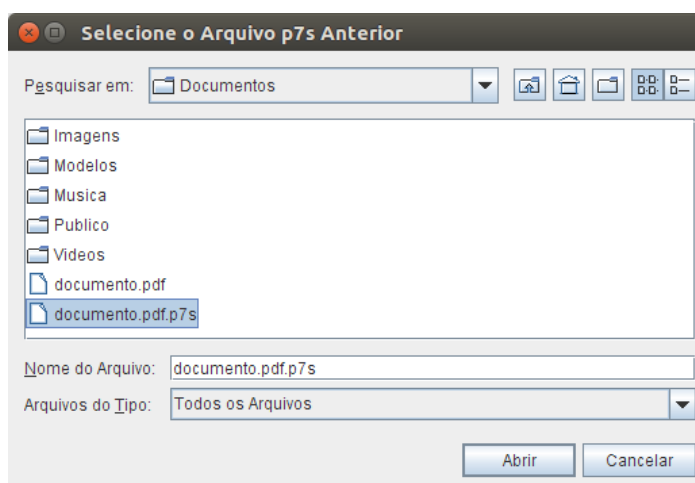 Selecione o Arquivo p7s Anterior
Pesquisar em: Documentos
Imagens
Modelos
Musica
Publico
Videos
documento.pdf
documento.pdf.p7s
Nome do Arquivo: documento.pdf.p7s
Arquivos do Tipo: Todos os Arquivos
Abrir Cancelar